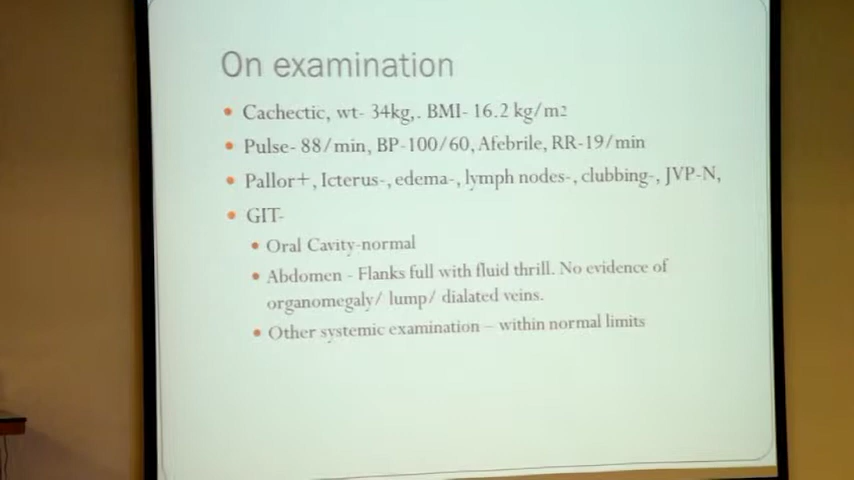 On examination
• Cachectic, wt- 34kg,. BMI- 16.2 kg/m2
• Pulse- 88/min, BP-100/60, Afebrile, RR-19/min
• Pallor+, Icterus-, edema-, lymph nodes-, clubbing-, JVP-N,
• GIT-
• Oral Cavity-normal
• Abdomen - Flanks full with fluid thrill. No evidence of
organomegaly/ lump/ dialated veins.
• Other systemic examination – within normal limits